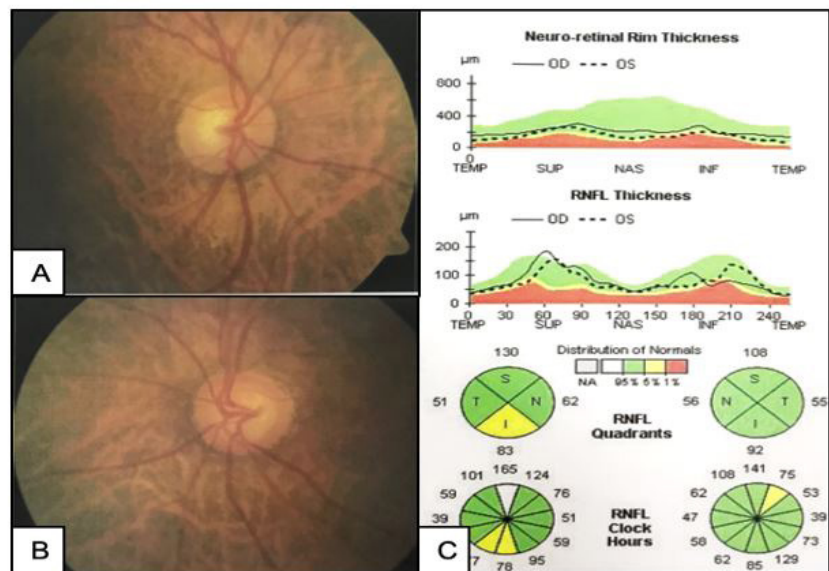 A
B
C
Neuro-retinal Rim Thickness
µm
OD
OS
800
400
0
TEMP
SUP
NAS
INF
TEMP
RNFL Thickness
µm
OD
OS
200
100
0
0 30 60 90 120 150 180 210 240
TEMP
SUP
NAS
INF
TEMP
Distribution of Normals
NA 95% 5% 1%
130
S
51 T N 62
I
83
RNFL
Quadrants
108
S
56 N T 55
I
92
165
101 124
59 76
39 51
59
7 95
78
RNFL
Clock
Hours
141
108 75
62 53
47 39
58 73
62 129
85